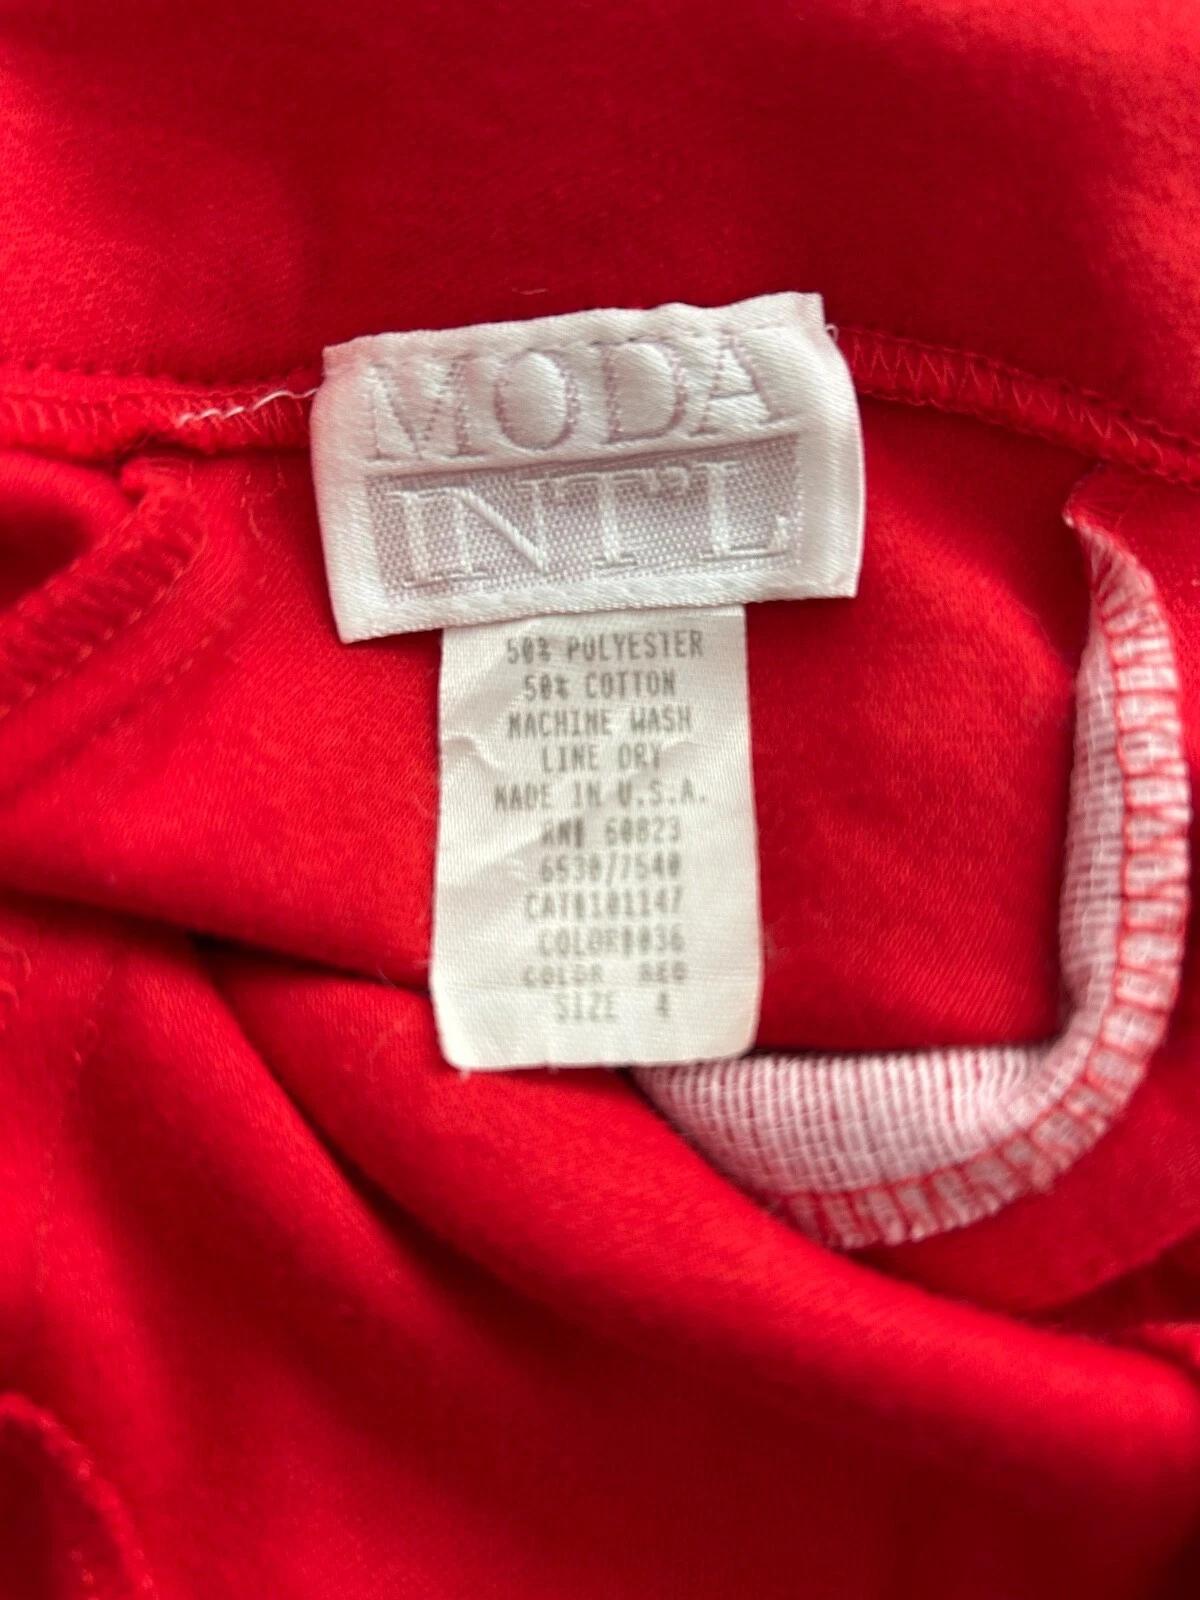 MODA
INT'L
50% POLYESTER
50% COTTON
MACHINE WASH
LINE DRY
MADE IN U.S.A.
RN# 60823
6530/7540
CAT#101147
COLOR#036
COLOR RED
SIZE 4